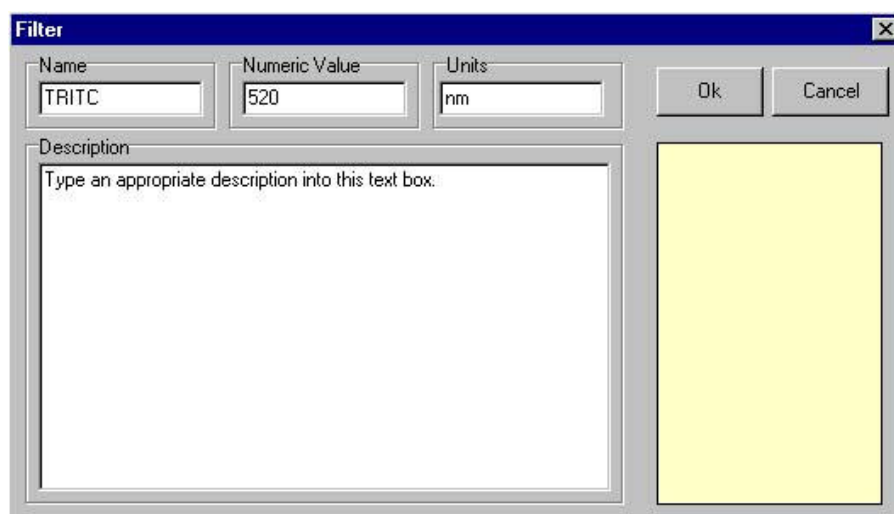 Filter
Name
Numeric Value
Units
TRITC
520
nm
Ok
Cancel
Description
Type an appropriate description into this text box.